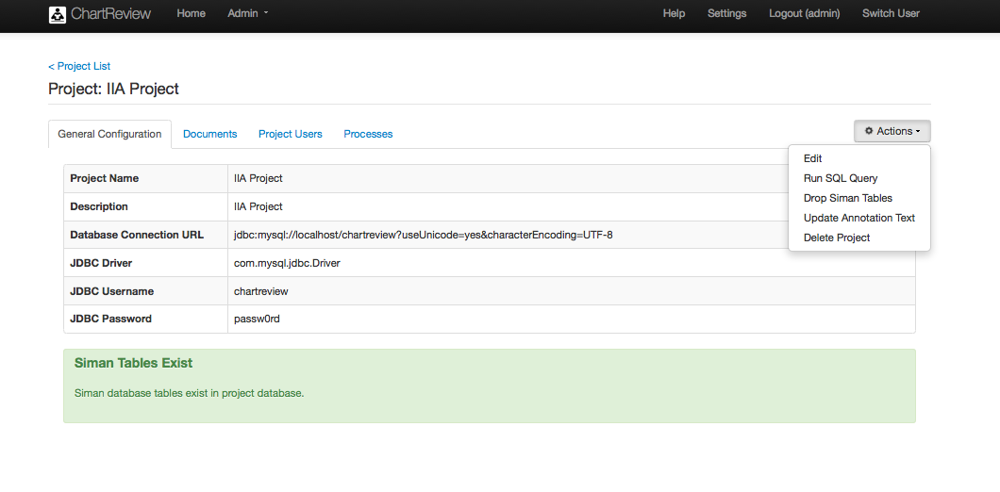 ChartReview Home Admin Help Settings Logout (admin) Switch User
< Project List
Project: IIA Project
General Configuration Documents Project Users Processes Actions
Edit
Run SQL Query
Drop Siman Tables
Update Annotation Text
Delete Project
Project Name IIA Project
Description IIA Project
Database Connection URL jdbc:mysql://localhost/chartreview?useUnicode=yes&characterEncoding=UTF-8
JDBC Driver com.mysql.jdbc.Driver
JDBC Username chartreview
JDBC Password passw0rd
Siman Tables Exist
Siman database tables exist in project database.